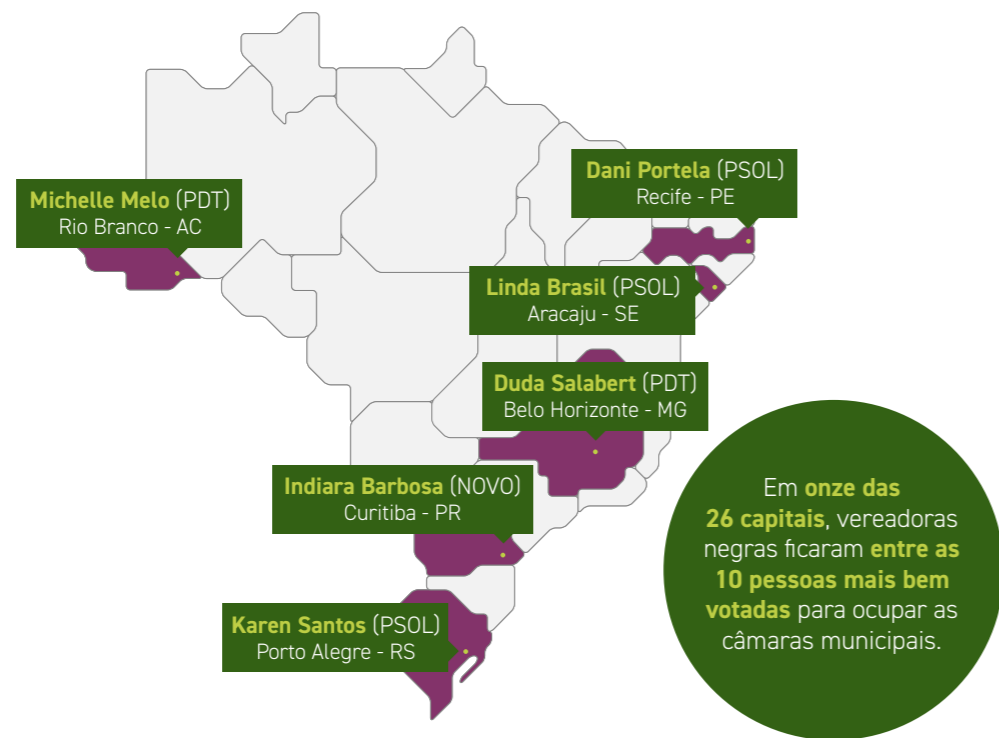 Dani Portela (PSOL)
Recife - PE
Michelle Melo (PDT)
Rio Branco - AC
Linda Brasil (PSOL)
Aracaju - SE
Duda Salabert (PDT)
Belo Horizonte - MG
Indiara Barbosa (NOVO)
Curitiba - PR
Karen Santos (PSOL)
Porto Alegre - RS
Em onze das
26 capitais, vereadoras
negras ficaram entre as
10 pessoas mais bem
votadas para ocupar as
câmaras municipais.